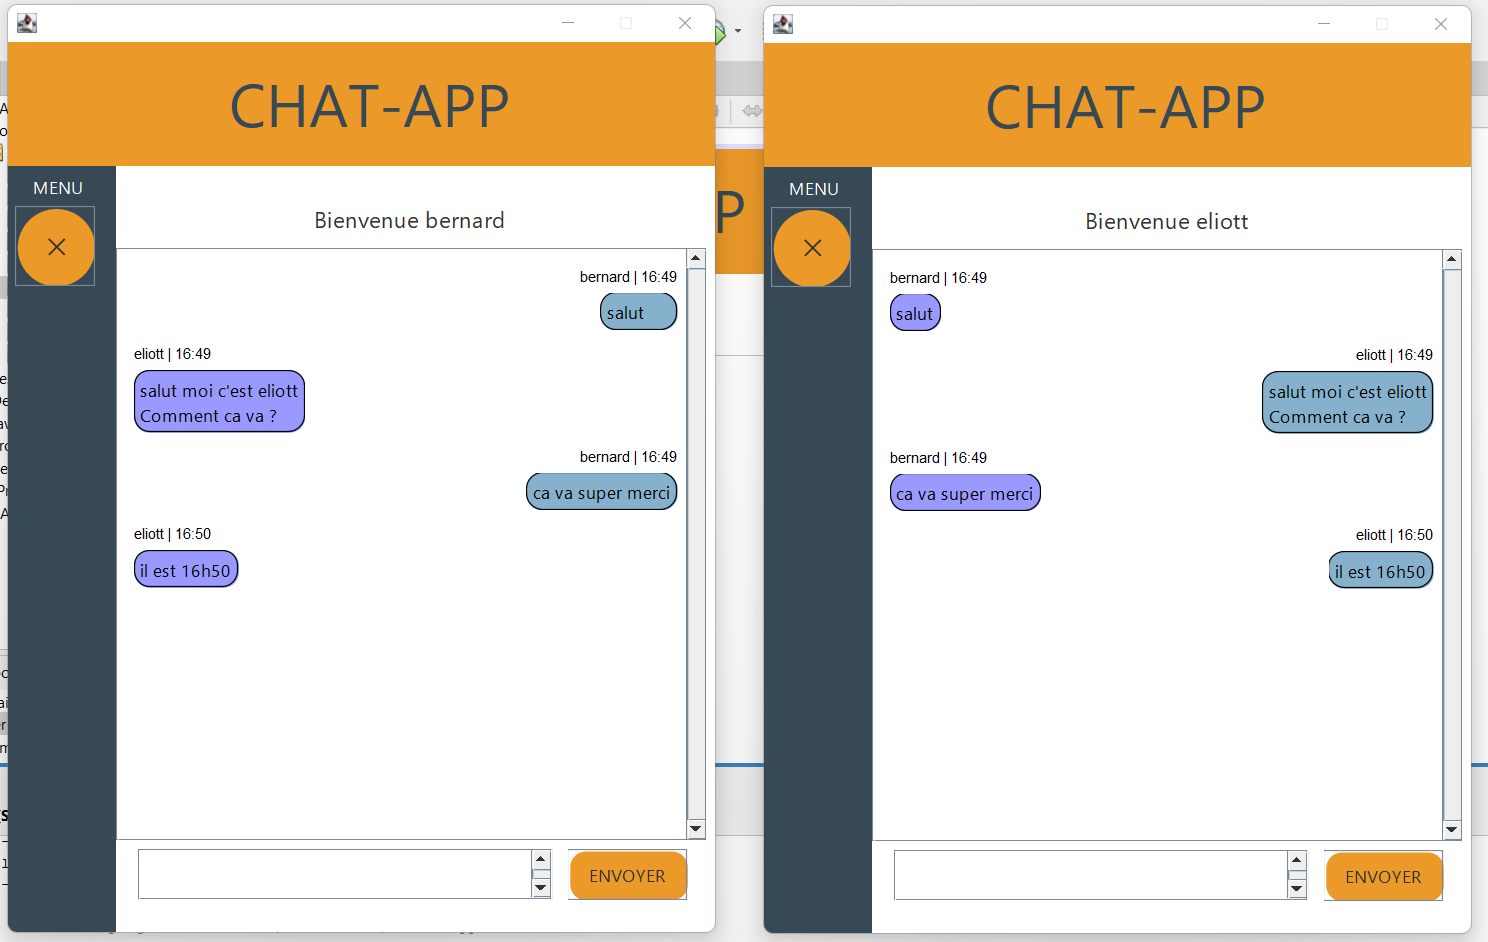 CHAT-APP
MENU
Bienvenue bernard
bernard | 16:49
salut
eliott | 16:49
salut moi c'est eliott
Comment ca va ?
bernard | 16:49
ca va super merci
eliott | 16:50
il est 16h50
ENVOYER
P
CHAT-APP
MENU
Bienvenue eliott
bernard | 16:49
salut
eliott | 16:49
salut moi c'est eliott
Comment ca va ?
bernard | 16:49
ca va super merci
eliott | 16:50
il est 16h50
ENVOYER